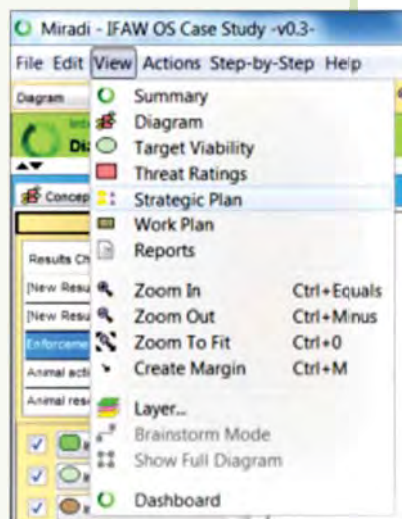 Miradi - IFAW OS Case Study -v0.3-
File Edit View Actions Step-by-Step Help
Diagram
Summary
Diagram
Target Viability
Threat Ratings
Strategic Plan
Work Plan
Reports
Zoom In Ctrl+Equals
Zoom Out Ctrl+Minus
Zoom To Fit Ctrl+0
Create Margin Ctrl+M
Layer...
Brainstorm Mode
Show Full Diagram
Dashboard
Di
Concep
Results Ch
[New Resu
[New Resu
Enforceme
Animal acti
Animal res